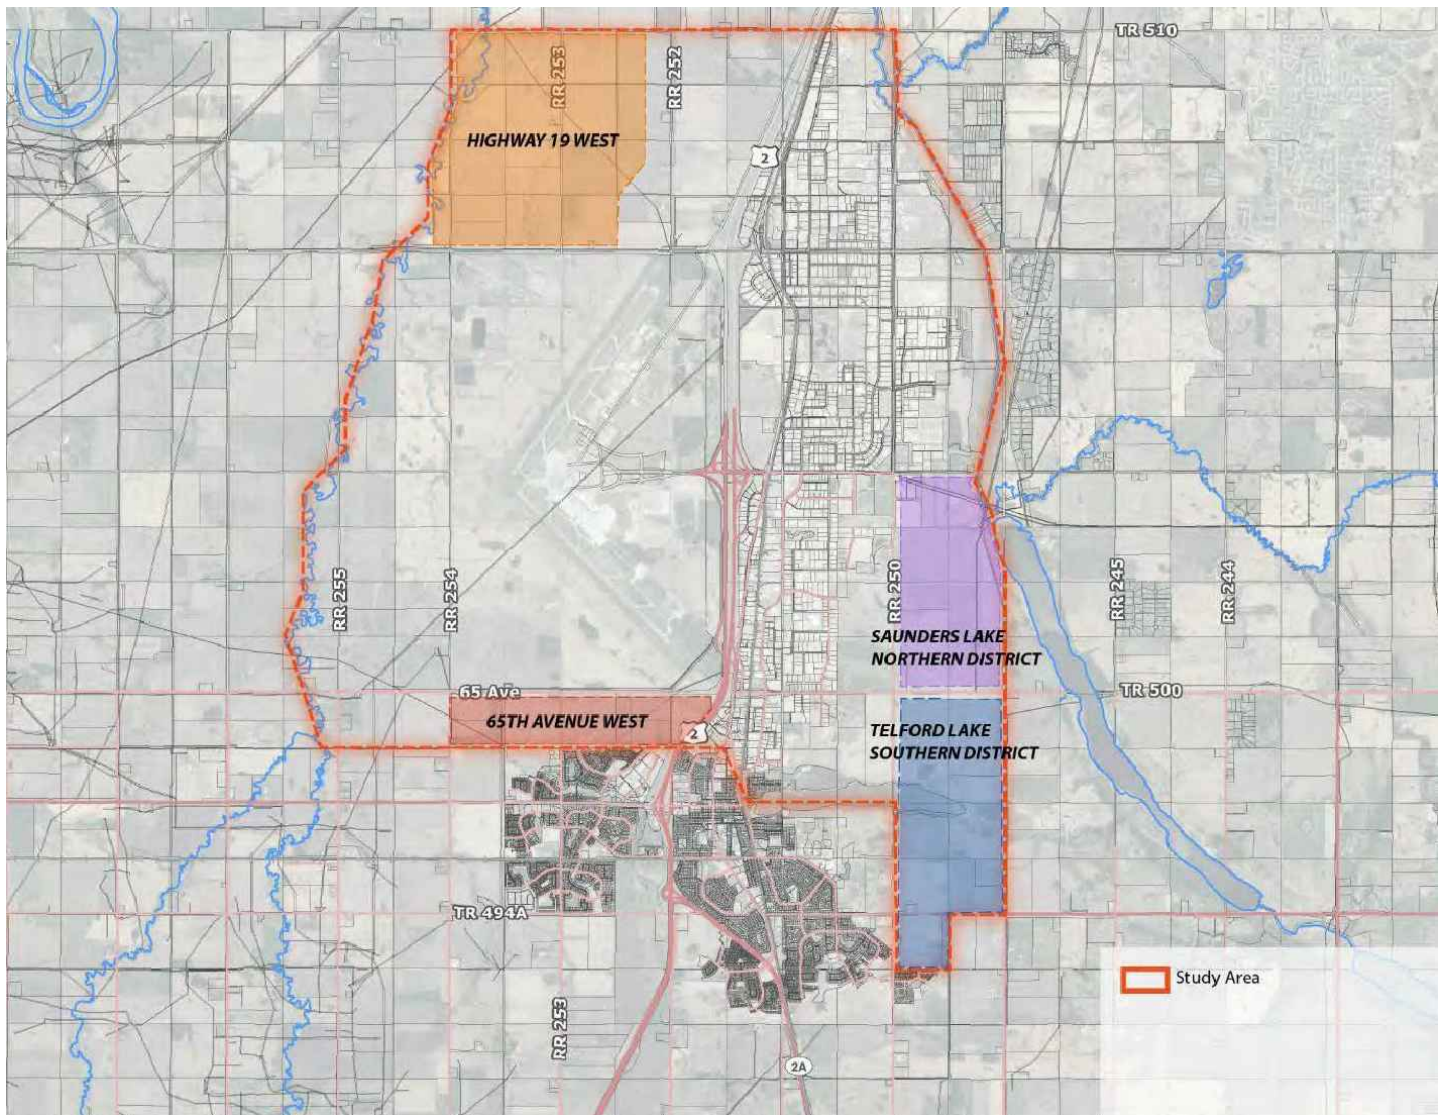 TR 510
RR 253
RR 252
HIGHWAY 19 WEST
2
RR 255
RR 254
RR 250
RR 245
RR 244
SAUNDERS LAKE
NORTHERN DISTRICT
65 Ave
TR 500
65TH AVENUE WEST
2
TELFORD LAKE
SOUTHERN DISTRICT
TR 494A
Study Area
RR 253
2A